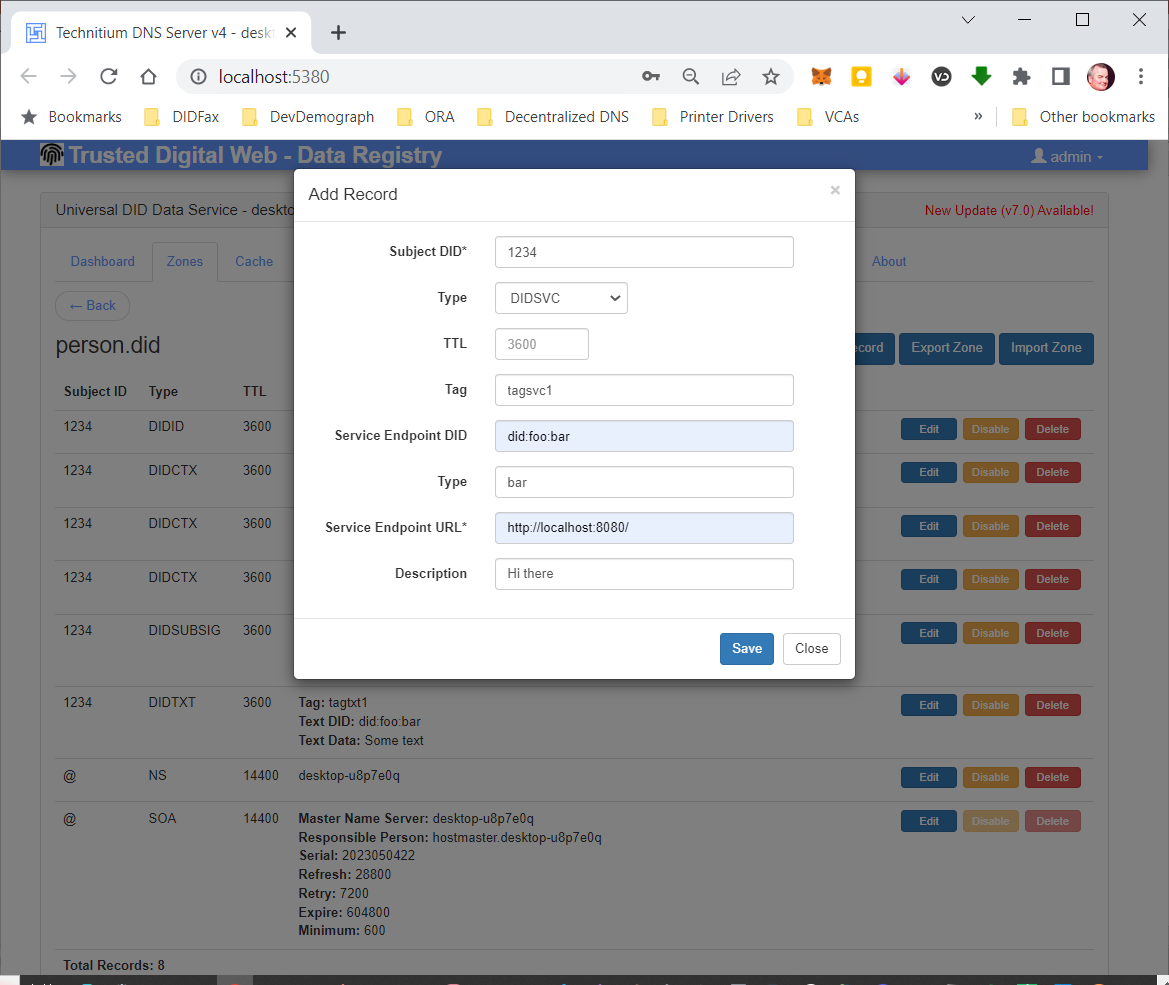 Technitium DNS Server v4 - desk
localhost:5380
Bookmarks DIDFax DevDemograph ORA Decentralized DNS Printer Drivers VCAs » Other bookmarks
Trusted Digital Web - Data Registry admin
Universal DID Data Service - deskto New Update (v7.0) Available!
Dashboard Zones Cache About
← Back
person.did
ecord Export Zone Import Zone
Subject ID Type TTL
1234 DIDID 3600 Edit Disable Delete
1234 DIDCTX 3600 Edit Disable Delete
1234 DIDCTX 3600 Edit Disable Delete
1234 DIDCTX 3600 Edit Disable Delete
1234 DIDSUBSIG 3600 Edit Disable Delete
1234 DIDTXT 3600 Tag: tagtxt1 Edit Disable Delete
Text DID: did:foo:bar
Text Data: Some text
@ NS 14400 desktop-u8p7e0q Edit Disable Delete
@ SOA 14400 Master Name Server: desktop-u8p7e0q Edit Disable Delete
Responsible Person: hostmaster.desktop-u8p7e0q
Serial: 2023050422
Refresh: 28800
Retry: 7200
Expire: 604800
Minimum: 600
Total Records: 8
Add Record ×
Subject DID* 1234
Type DIDSVC
TTL 3600
Tag tagsvc1
Service Endpoint DID did:foo:bar
Type bar
Service Endpoint URL* http://localhost:8080/
Description Hi there
Save Close